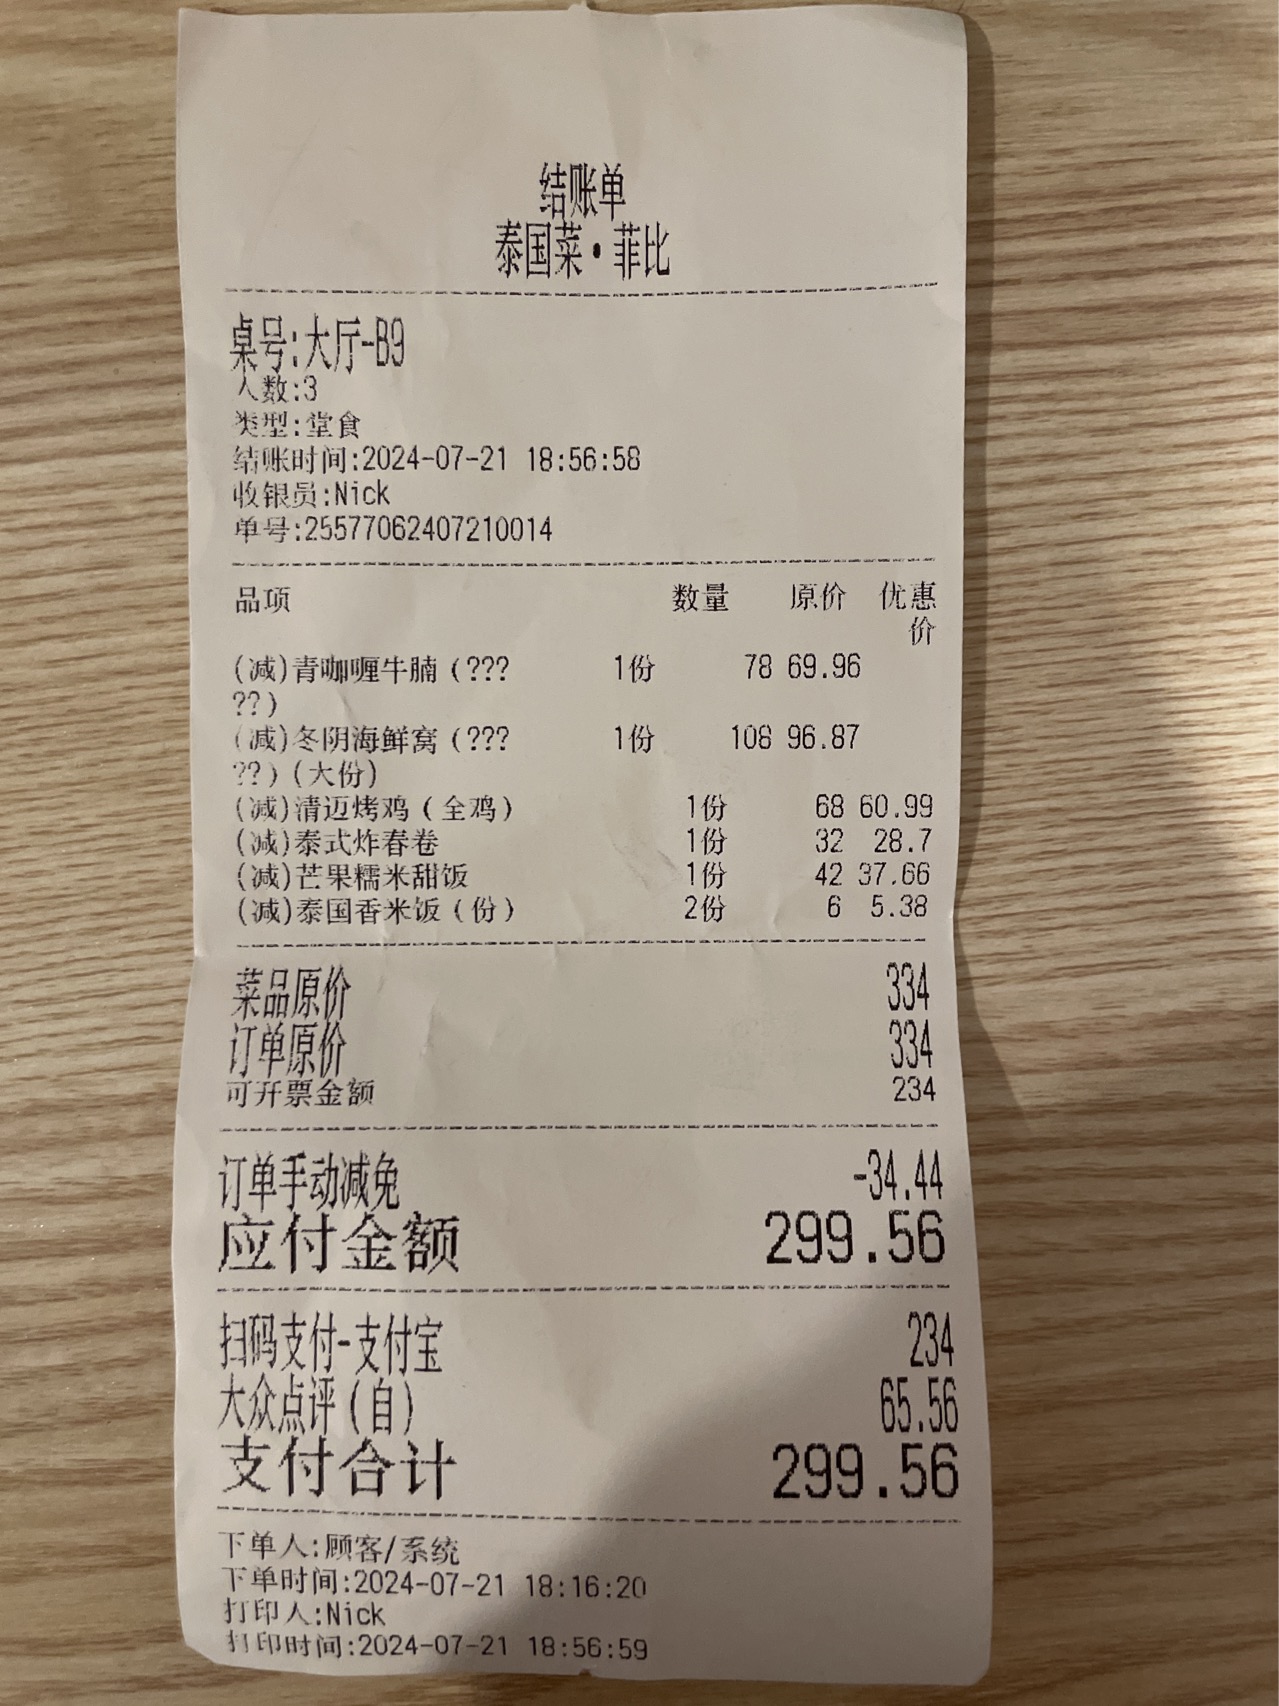 结账单
泰国菜·菲比
桌号:大厅-B9
人数:3
类型:堂食
结账时间:2024-07-21 18:56:58
收银员:Nick
单号:25577062407210014
品项 数量 原价 优惠
价
(减)青咖喱牛腩(??? 1份 78 69.96
??)
(减)冬阴海鲜窝(??? 1份 108 96.87
??)(大份)
(减)清迈烤鸡(全鸡) 1份 68 60.99
(减)泰式炸春卷 1份 32 28.7
(减)芒果糯米甜饭 1份 42 37.66
(减)泰国香米饭(份) 2份 6 5.38
菜品原价 334
订单原价 334
可开票金额 234
订单手动减免 -34.44
应付金额 299.56
扫码支付-支付宝 234
大众点评(自) 65.56
支付合计 299.56
下单人:顾客/系统
下单时间:2024-07-21 18:16:20
打印人:Nick
打印时间:2024-07-21 18:56:59